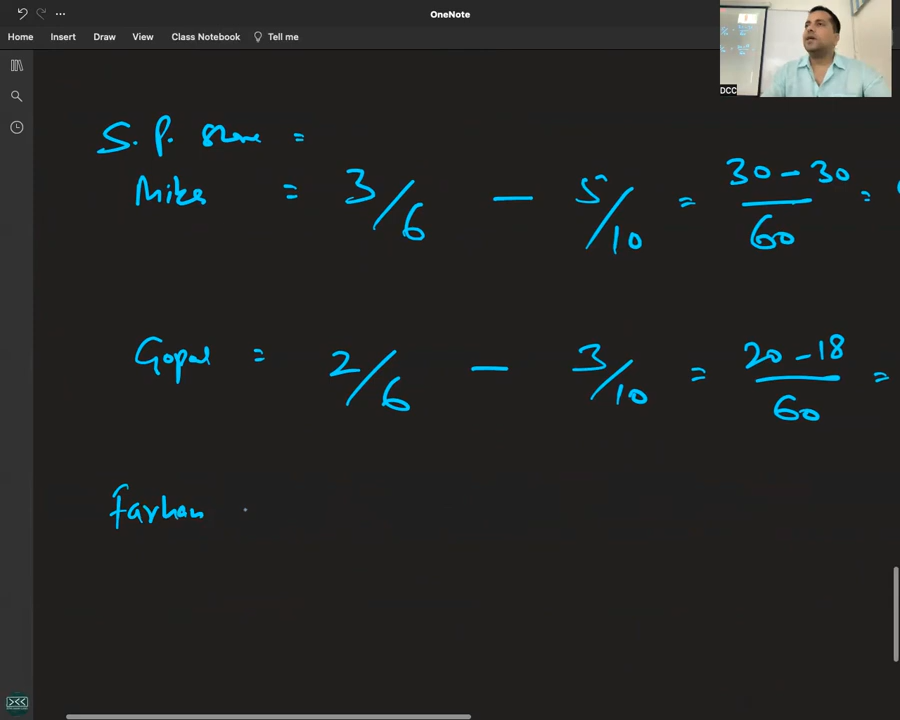 OneNote
Home Insert Draw View Class Notebook Tell me
DCC
S. P. Share =
Mike = 3/6 — 5/10 = 30 - 30 / 60 =
Gopal = 2/6 — 3/10 = 20 - 18 / 60 =
farhan